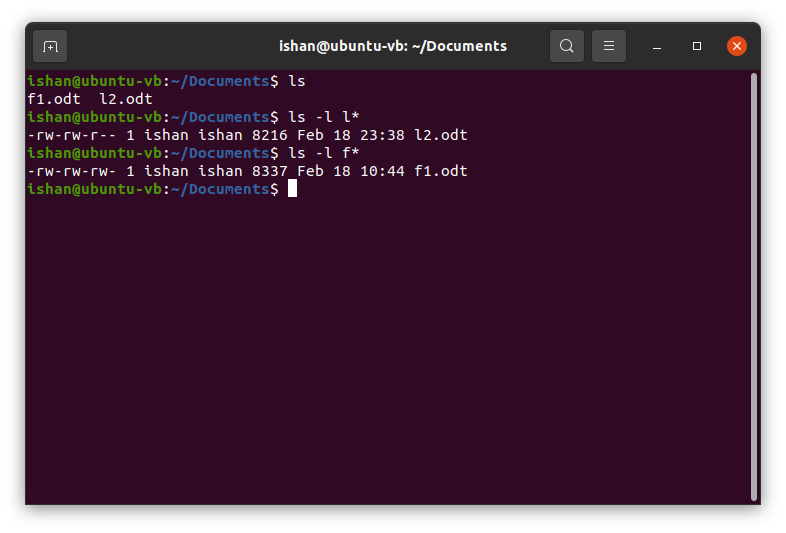 ishan@ubuntu-vb: ~/Documents
ishan@ubuntu-vb:~/Documents$ ls
f1.odt  l2.odt
ishan@ubuntu-vb:~/Documents$ ls -l l*
-rw-rw-r-- 1 ishan ishan 8216 Feb 18 23:38 l2.odt
ishan@ubuntu-vb:~/Documents$ ls -l f*
-rw-rw-rw- 1 ishan ishan 8337 Feb 18 10:44 f1.odt
ishan@ubuntu-vb:~/Documents$